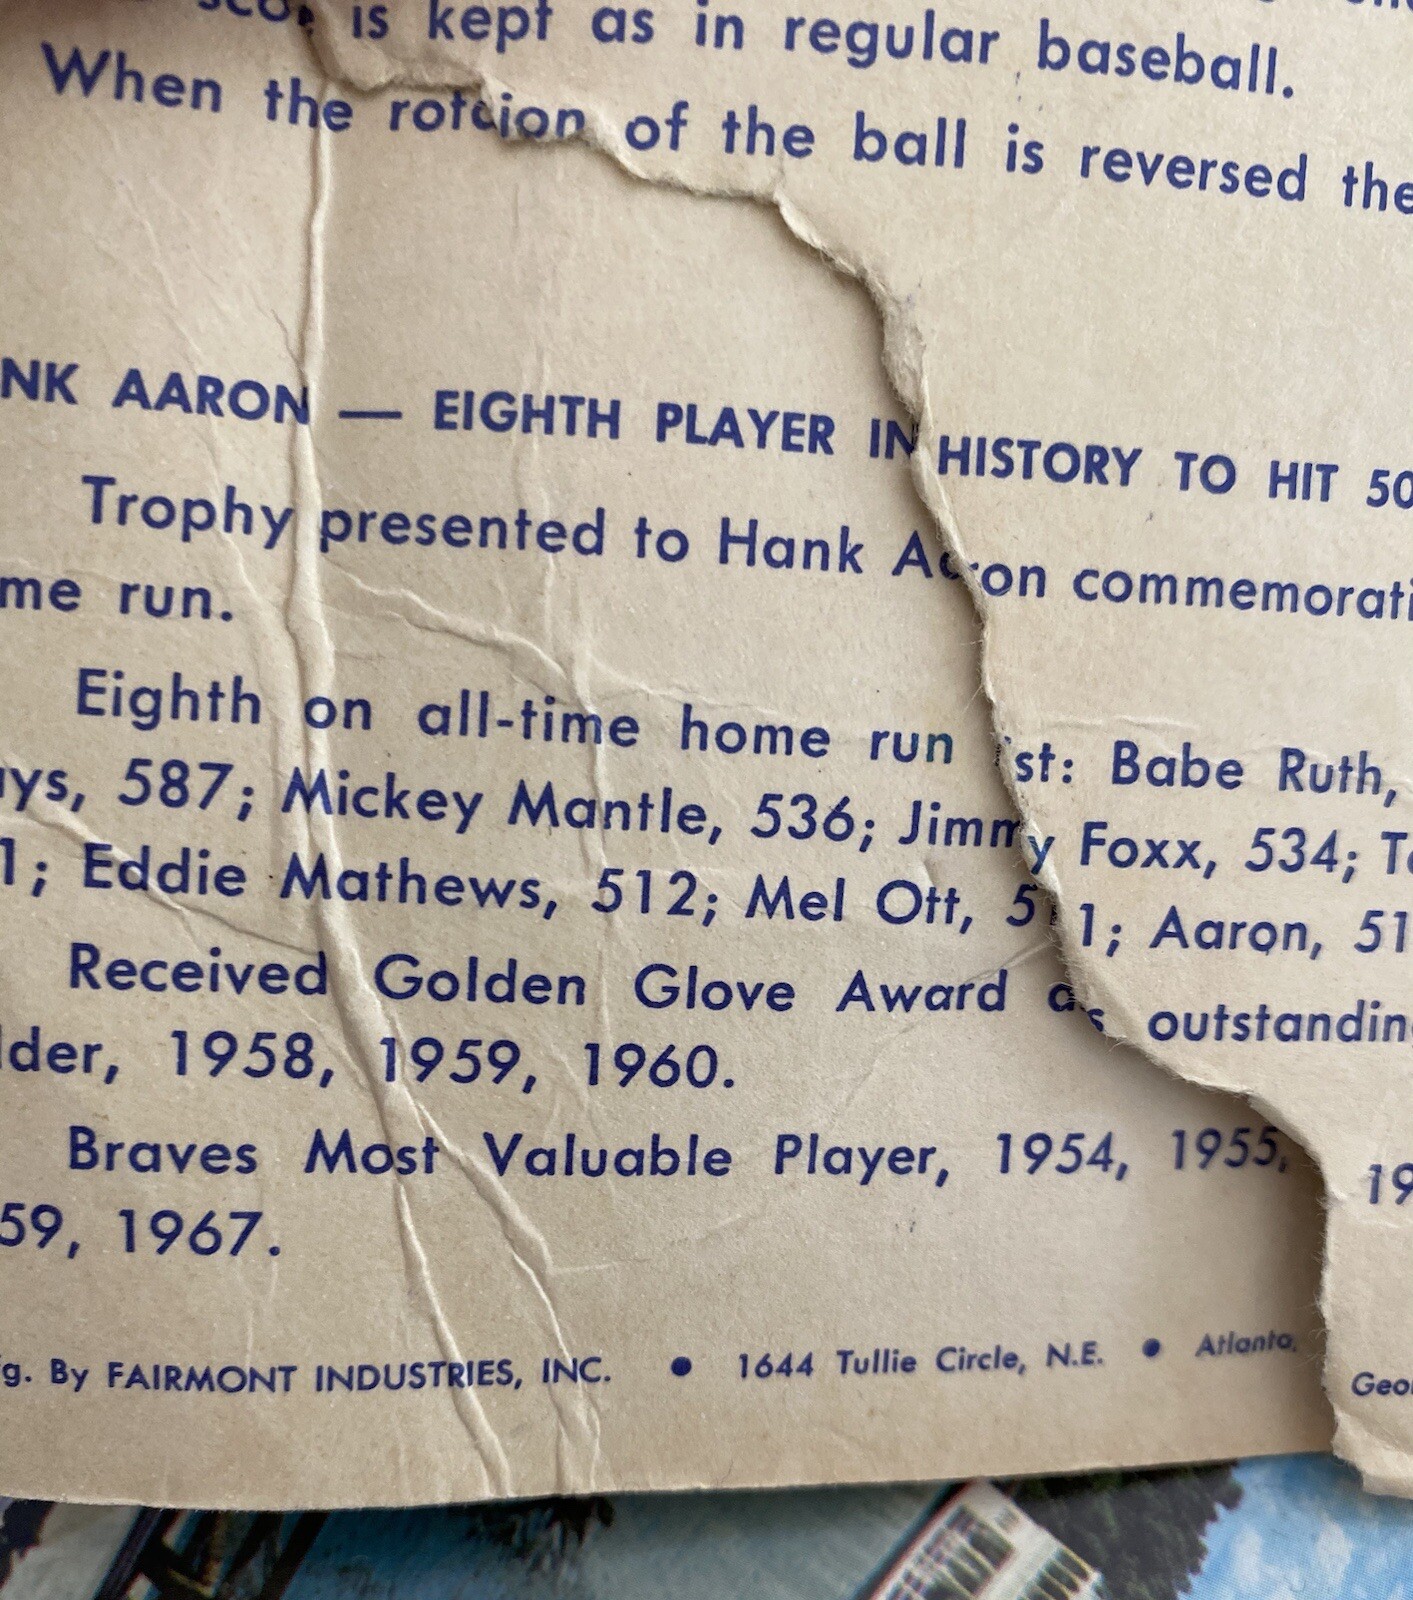 is kept as in regular baseball.
When the rotation of the ball is reversed the
NK AARON — EIGHTH PLAYER IN HISTORY TO HIT 50
Trophy presented to Hank Aaron commemorati
me run.
Eighth on all-time home run list: Babe Ruth,
ys, 587; Mickey Mantle, 536; Jimmy Foxx, 534; T
1; Eddie Mathews, 512; Mel Ott, 511; Aaron, 51
Received Golden Glove Award as outstandin
lder, 1958, 1959, 1960.
Braves Most Valuable Player, 1954, 1955, 19
59, 1967.
g. By FAIRMONT INDUSTRIES, INC. • 1644 Tullie Circle, N.E. • Atlanta, Geor